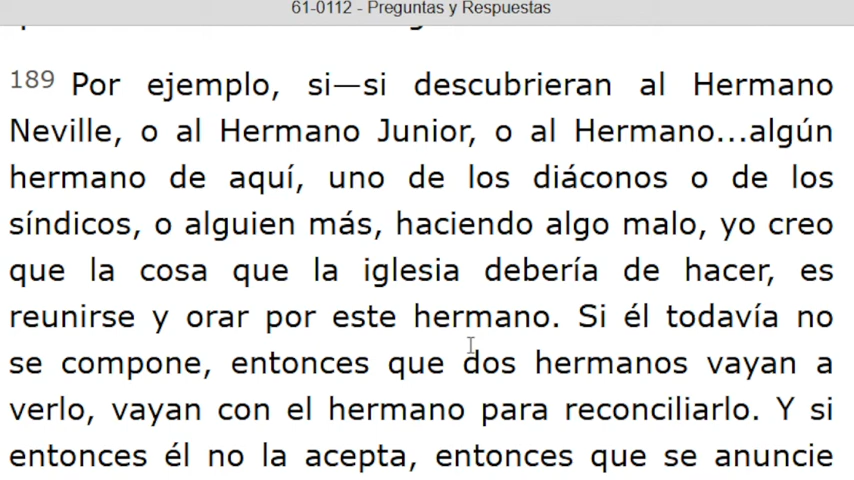 61-0112 - Preguntas y Respuestas
189 Por ejemplo, si—si descubrieran al Hermano
Neville, o al Hermano Junior, o al Hermano...algún
hermano de aquí, uno de los diáconos o de los
síndicos, o alguien más, haciendo algo malo, yo creo
que la cosa que la iglesia debería de hacer, es
reunirse y orar por este hermano. Si él todavía no
se compone, entonces que dos hermanos vayan a
verlo, vayan con el hermano para reconciliarlo. Y si
entonces él no la acepta, entonces que se anuncie